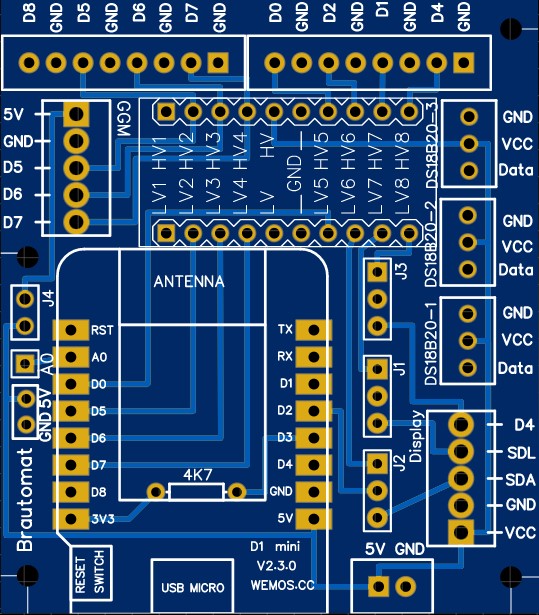 D8 GND D5 GND D6 GND D7 GND D0 GND D2 GND D1 GND D4 GND
5V
GND
D5
D6
D7
GGM
LV1 HV1
LV2 HV2
LV3 HV3
LV4 HV4
LV HV
GND
LV5 HV5
LV6 HV6
LV7 HV7
LV8 HV8
DS18B20-3
GND
VCC
Data
DS18B20-2
GND
VCC
Data
DS18B20-1
GND
VCC
Data
J4
A0
GND 5V
Brautomat
ANTENNA
RST TX
A0 RX
D0 D1
D5 D2
D6 D3
D7 D4
D8 GND
3V3 5V
4K7
J3
J1
J2
Display
D4
SDL
SDA
GND
VCC
RESET
SWITCH
USB MICRO
D1 mini
V2.3.0
WEMOS.CC
5V GND